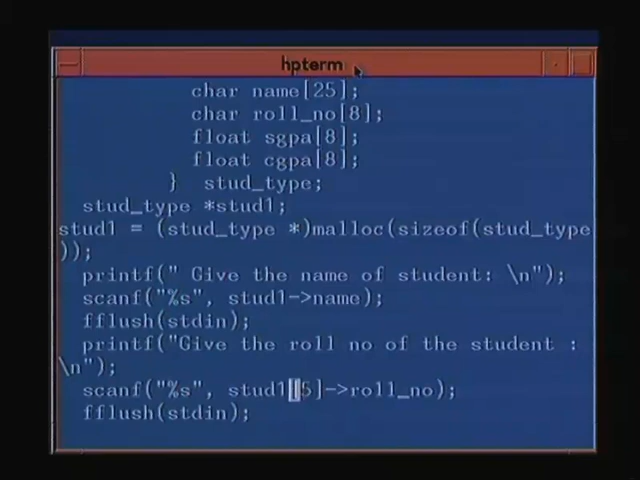 hpterm
char name[25];
char roll_no[8];
float sgpa[8];
float cgpa[8];
} stud_type;
stud_type *stud1;
stud1 = (stud_type *)malloc(sizeof(stud_type
));
printf(" Give the name of student: \n");
scanf("%s", stud1->name);
fflush(stdin);
printf("Give the roll no of the student :
\n");
scanf("%s", stud1[5]->roll_no);
fflush(stdin);